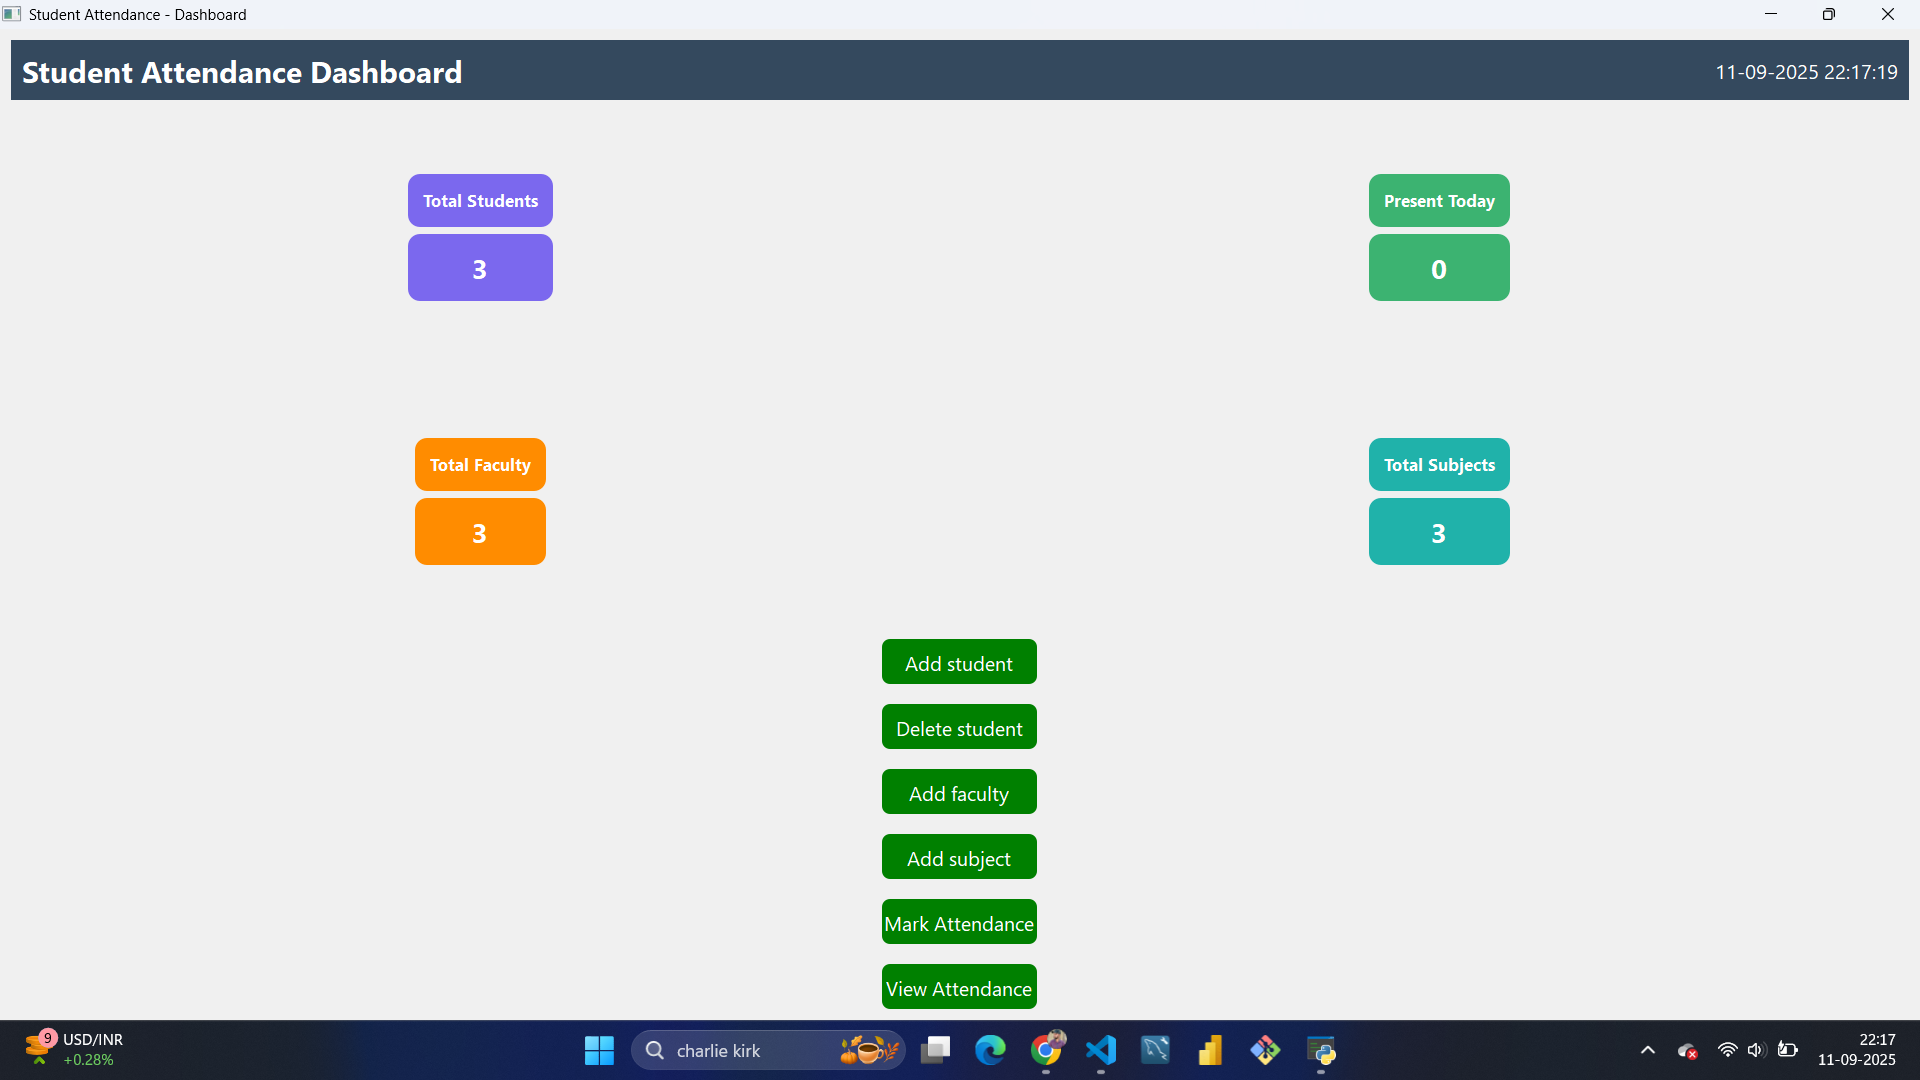 Student Attendance - Dashboard
Student Attendance Dashboard
11-09-2025 22:17:19
Total Students
3
Present Today
0
Total Faculty
3
Total Subjects
3
Add student
Delete student
Add faculty
Add subject
Mark Attendance
View Attendance
9
USD/INR
+0.28%
charlie kirk
22:17
11-09-2025